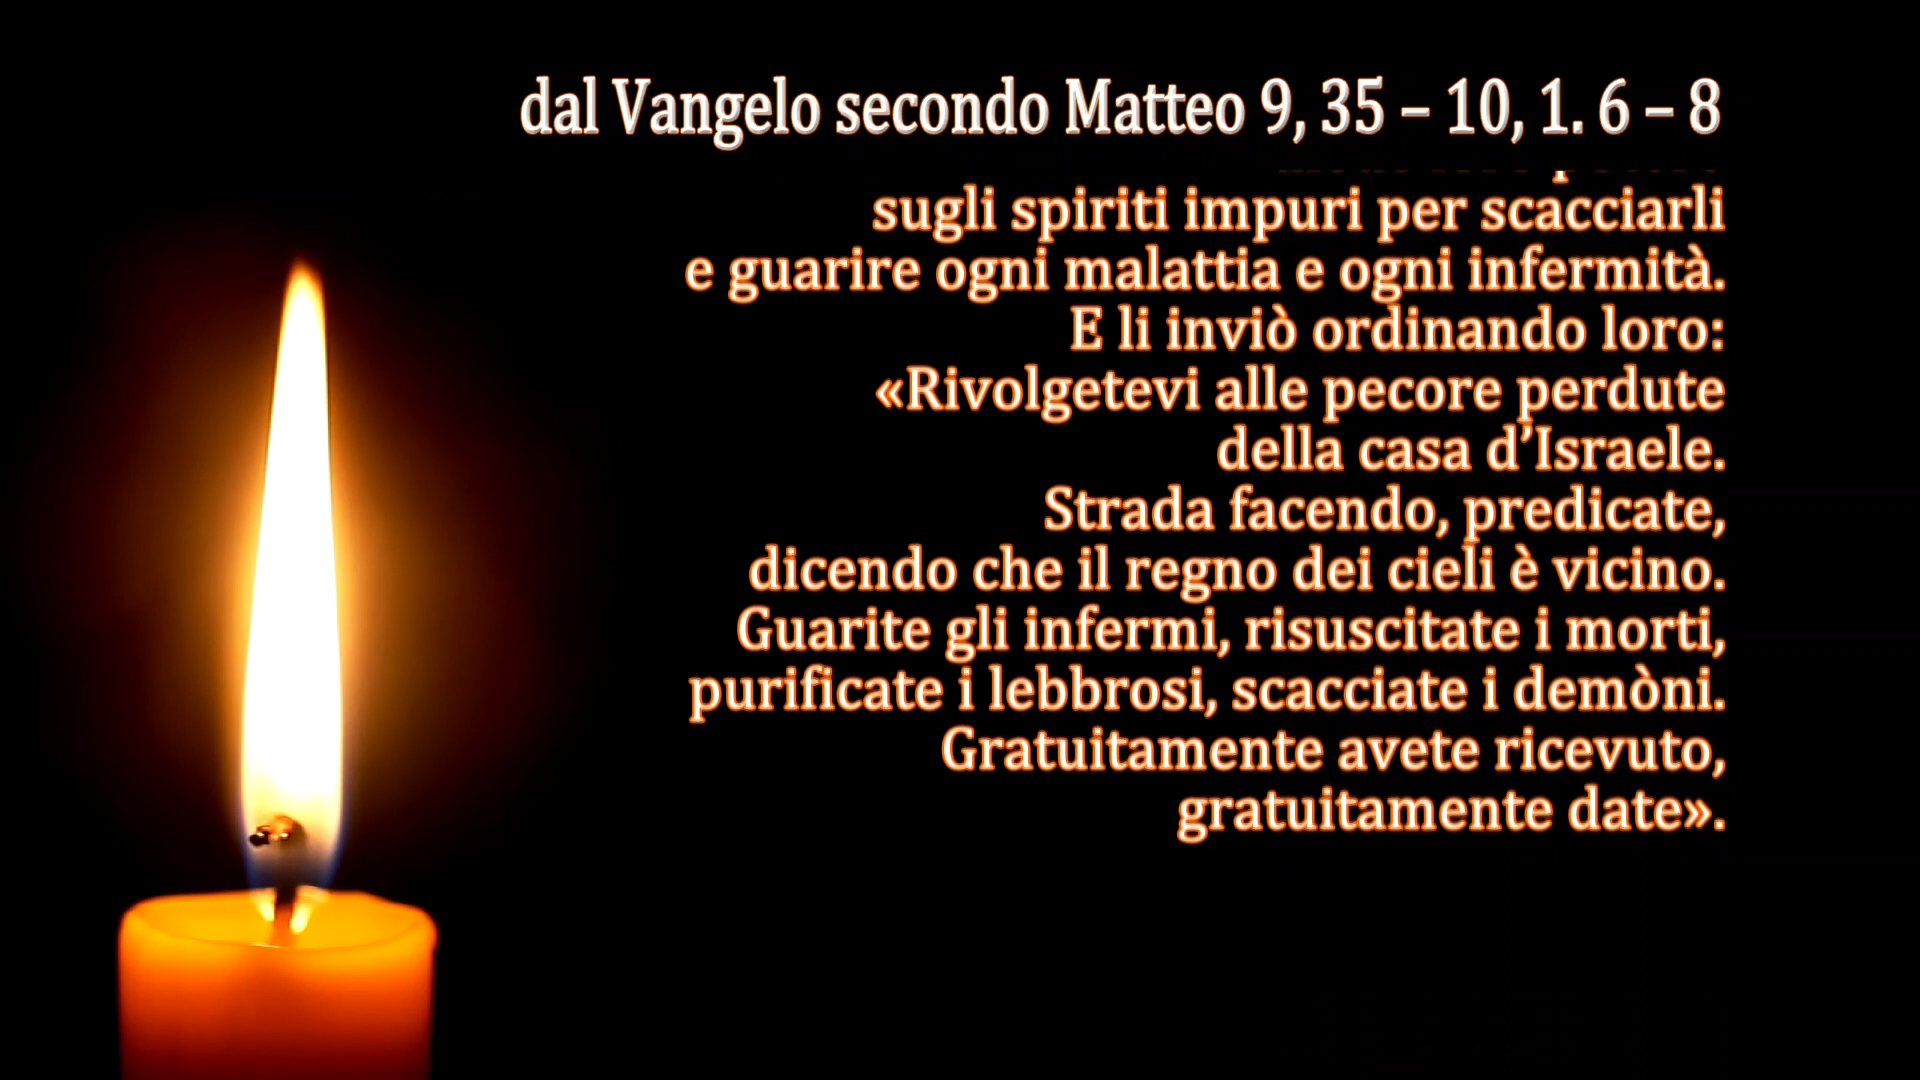 dal Vangelo secondo Matteo 9, 35 – 10, 1. 6 – 8
sugli spiriti impuri per scacciarli
e guarire ogni malattia e ogni infermità.
E li inviò ordinando loro:
«Rivolgetevi alle pecore perdute
della casa d’Israele.
Strada facendo, predicate,
dicendo che il regno dei cieli è vicino.
Guarite gli infermi, risuscitate i morti,
purificate i lebbrosi, scacciate i demòni.
Gratuitamente avete ricevuto,
gratuitamente date».